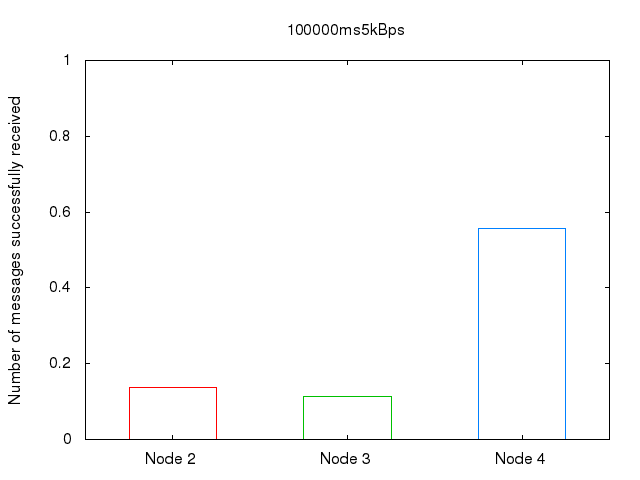 100000ms5kBps
Number of messages successfully received
1
0.8
0.6
0.4
0.2
0
Node 2
Node 3
Node 4